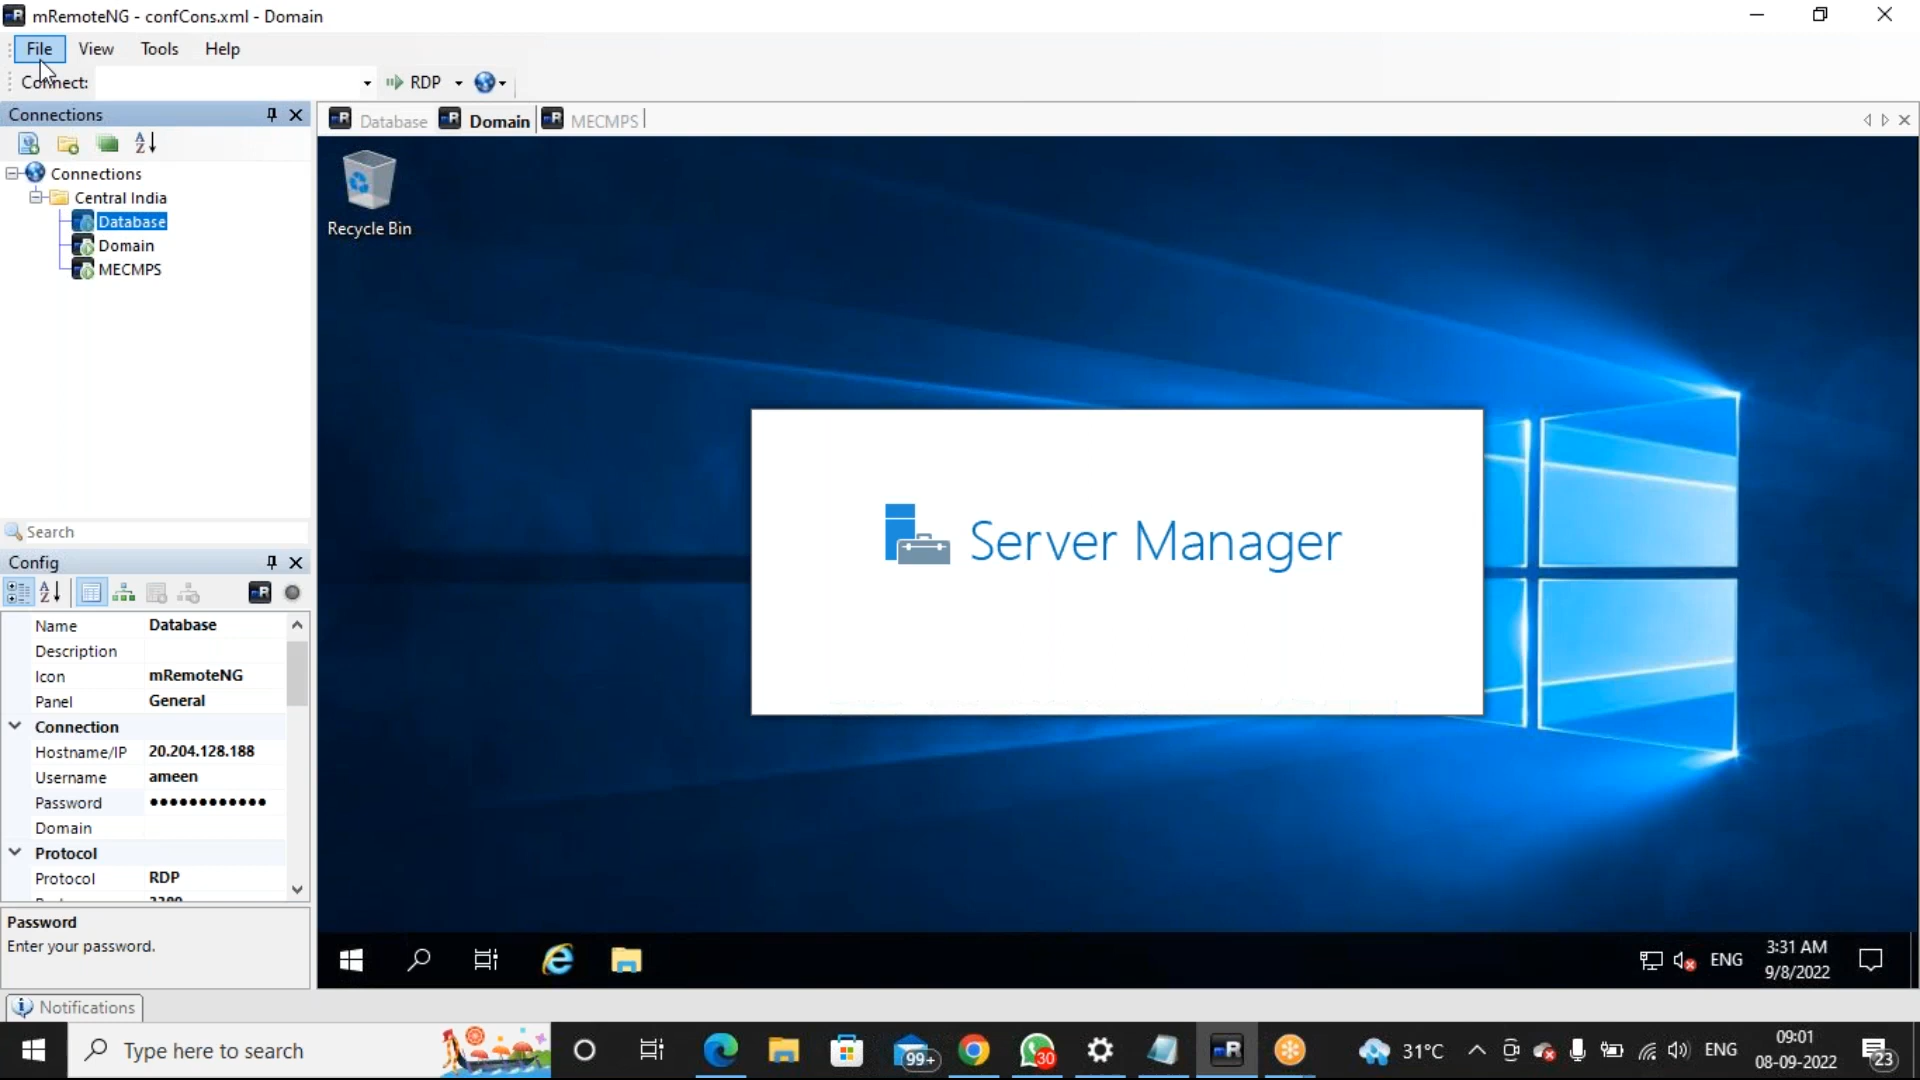 mRemoteNG - confCons.xml - Domain
File View Tools Help
Connect: RDP
Connections
Connections
Central India
Database
Domain
MECMPS
Search
Config
Name Database
Description
Icon mRemoteNG
Panel General
Connection
Hostname/IP 20.204.128.188
Username ameen
Password ●●●●●●●●●●●●
Domain
Protocol
Protocol RDP
Password
Enter your password.
Notifications
Database Domain MECMPS
Recycle Bin
Server Manager
ENG
3:31 AM
9/8/2022
Type here to search
99+
30
31°C
ENG
09:01
08-09-2022
23